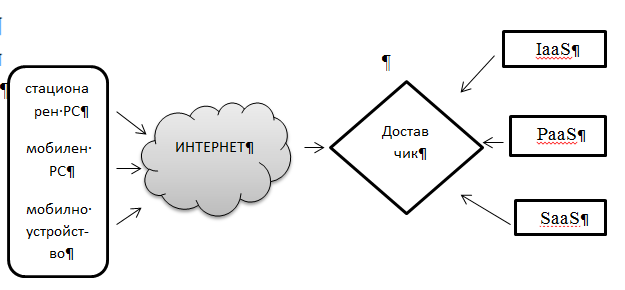 стациона
рен·PC¶
мобилен·
PC¶
мобилно·
устройст-
во¶
ИНТЕРНЕТ¶
¶
Достав
чик¶
IaaS¶
PaaS¶
SaaS¶